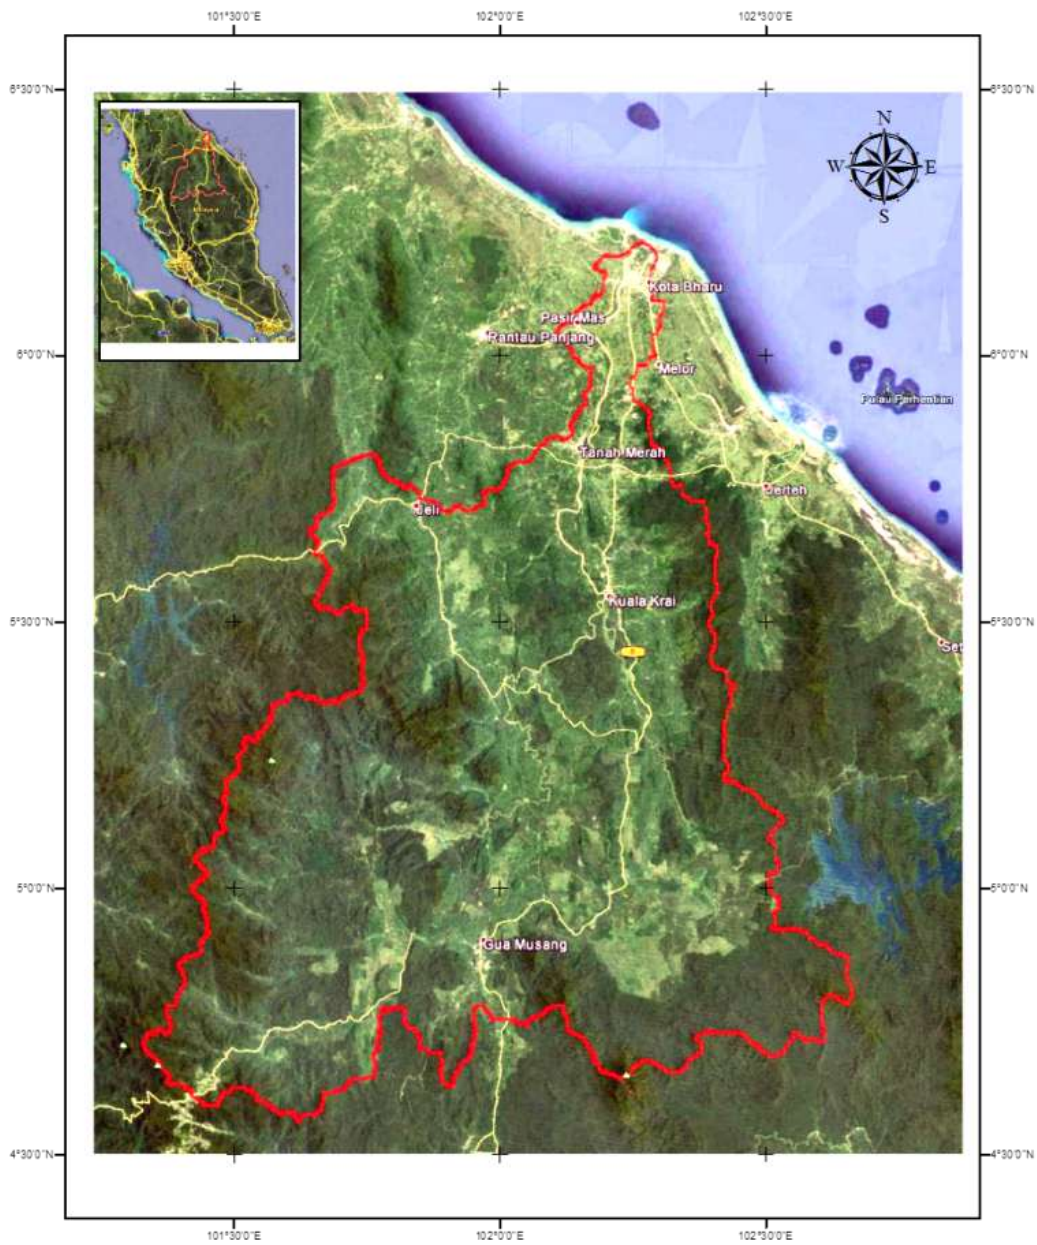 101°30'0"E
102°0'0"E
102°30'0"E
6°30'0"N
6°30'0"N
N
W
E
S
Kota Bharu
Pasir Mas
Rantau Panjang
6°0'0"N
6°0'0"N
Melor
Pulau Perhentian
Tanah Merah
Jerteh
Jeli
Kuala Krai
5°30'0"N
5°30'0"N
Set
5°0'0"N
5°0'0"N
Gua Musang
4°30'0"N
4°30'0"N
101°30'0"E
102°0'0"E
102°30'0"E